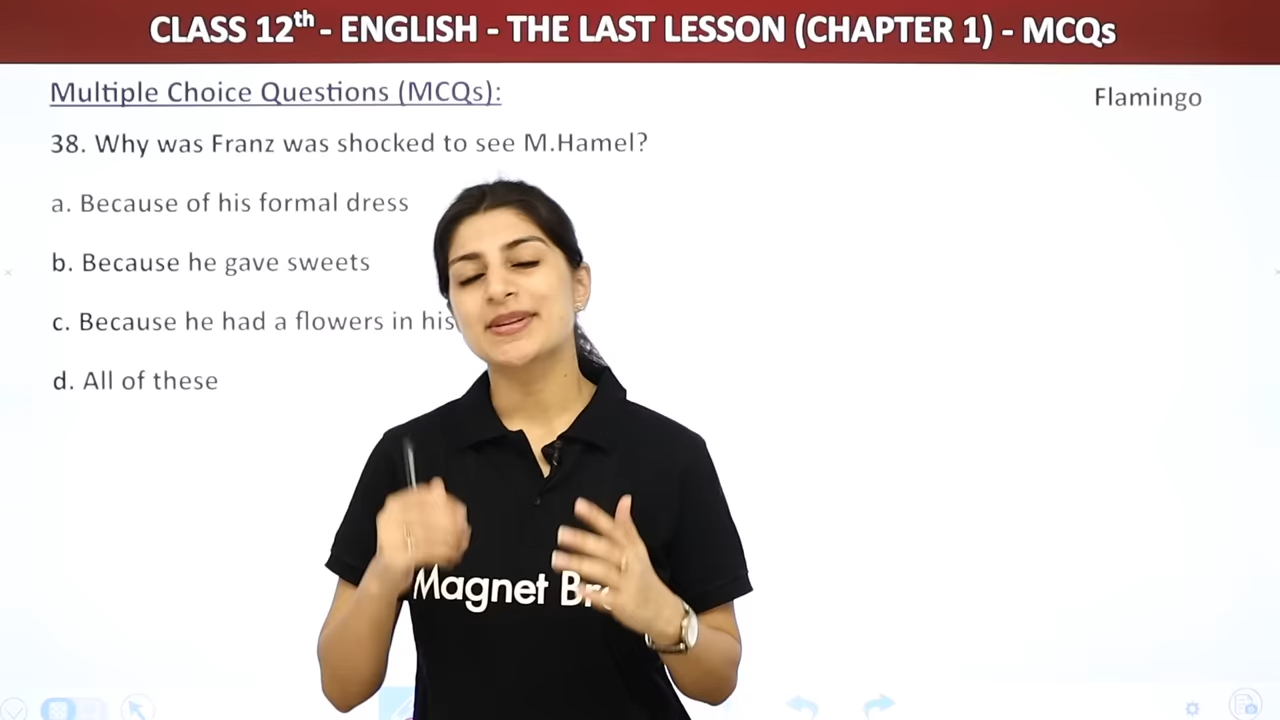 CLASS 12th - ENGLISH - THE LAST LESSON (CHAPTER 1) - MCQs
Multiple Choice Questions (MCQs):
Flamingo
38. Why was Franz was shocked to see M.Hamel?
a. Because of his formal dress
b. Because he gave sweets
c. Because he had a flowers in his
d. All of these
Magnet